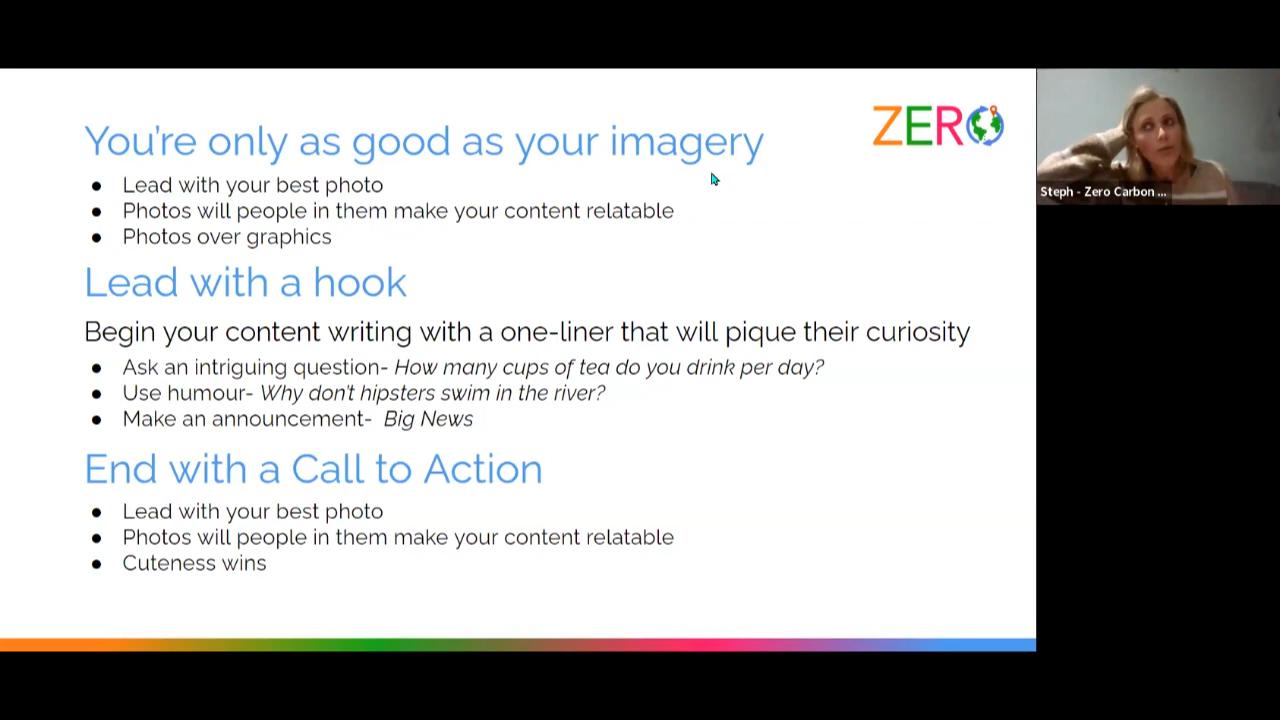 You're only as good as your imagery
ZERO
● Lead with your best photo
● Photos will people in them make your content relatable
● Photos over graphics
Lead with a hook
Begin your content writing with a one-liner that will pique their curiosity
● Ask an intriguing question- How many cups of tea do you drink per day?
● Use humour- Why don't hipsters swim in the river?
● Make an announcement- Big News
End with a Call to Action
● Lead with your best photo
● Photos will people in them make your content relatable
● Cuteness wins
Steph - Zero Carbon ...